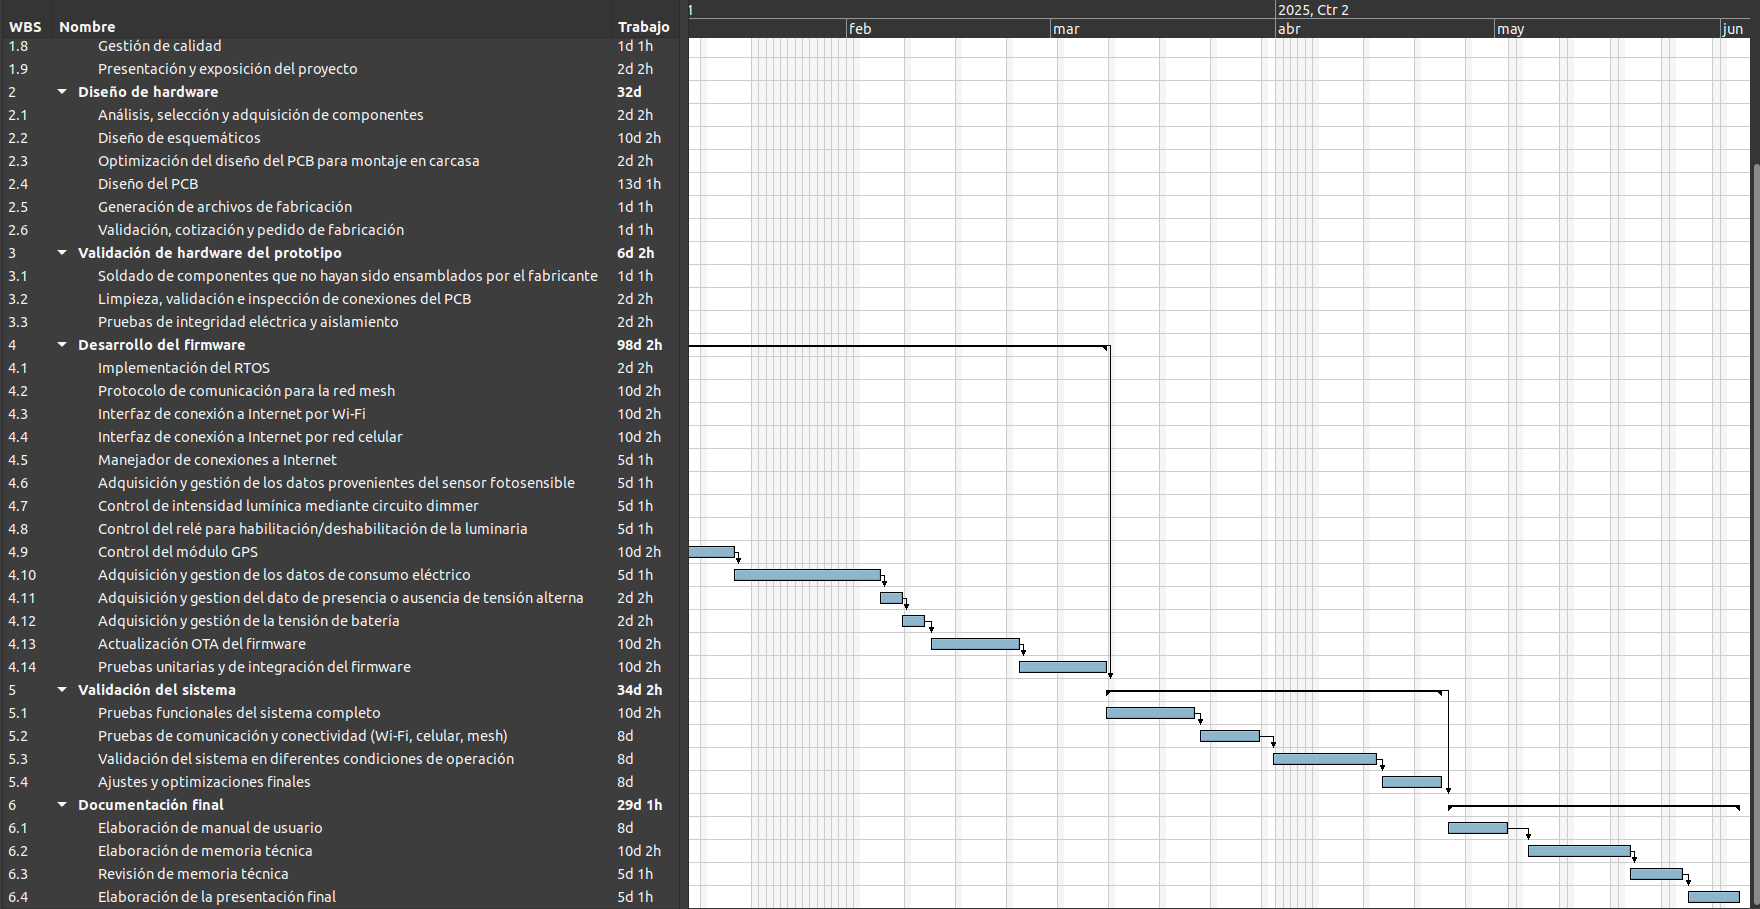 1
2025, Ctr 2
WBS Nombre Trabajo
feb mar abr may jun
1.8 Gestión de calidad 1d 1h
1.9 Presentación y exposición del proyecto 2d 2h
2 Diseño de hardware 32d
2.1 Análisis, selección y adquisición de componentes 2d 2h
2.2 Diseño de esquemáticos 10d 2h
2.3 Optimización del diseño del PCB para montaje en carcasa 2d 2h
2.4 Diseño del PCB 13d 1h
2.5 Generación de archivos de fabricación 1d 1h
2.6 Validación, cotización y pedido de fabricación 1d 1h
3 Validación de hardware del prototipo 6d 2h
3.1 Soldado de componentes que no hayan sido ensamblados por el fabricante 1d 1h
3.2 Limpieza, validación e inspección de conexiones del PCB 2d 2h
3.3 Pruebas de integridad eléctrica y aislamiento 2d 2h
4 Desarrollo del firmware 98d 2h
4.1 Implementación del RTOS 2d 2h
4.2 Protocolo de comunicación para la red mesh 10d 2h
4.3 Interfaz de conexión a Internet por Wi-Fi 10d 2h
4.4 Interfaz de conexión a Internet por red celular 10d 2h
4.5 Manejador de conexiones a Internet 5d 1h
4.6 Adquisición y gestión de los datos provenientes del sensor fotosensible 5d 1h
4.7 Control de intensidad lumínica mediante circuito dimmer 5d 1h
4.8 Control del relé para habilitación/deshabilitación de la luminaria 5d 1h
4.9 Control del módulo GPS 10d 2h
4.10 Adquisición y gestion de los datos de consumo eléctrico 5d 1h
4.11 Adquisición y gestion del dato de presencia o ausencia de tensión alterna 2d 2h
4.12 Adquisición y gestión de la tensión de batería 2d 2h
4.13 Actualización OTA del firmware 10d 2h
4.14 Pruebas unitarias y de integración del firmware 10d 2h
5 Validación del sistema 34d 2h
5.1 Pruebas funcionales del sistema completo 10d 2h
5.2 Pruebas de comunicación y conectividad (Wi-Fi, celular, mesh) 8d
5.3 Validación del sistema en diferentes condiciones de operación 8d
5.4 Ajustes y optimizaciones finales 8d
6 Documentación final 29d 1h
6.1 Elaboración de manual de usuario 8d
6.2 Elaboración de memoria técnica 10d 2h
6.3 Revisión de memoria técnica 5d 1h
6.4 Elaboración de la presentación final 5d 1h